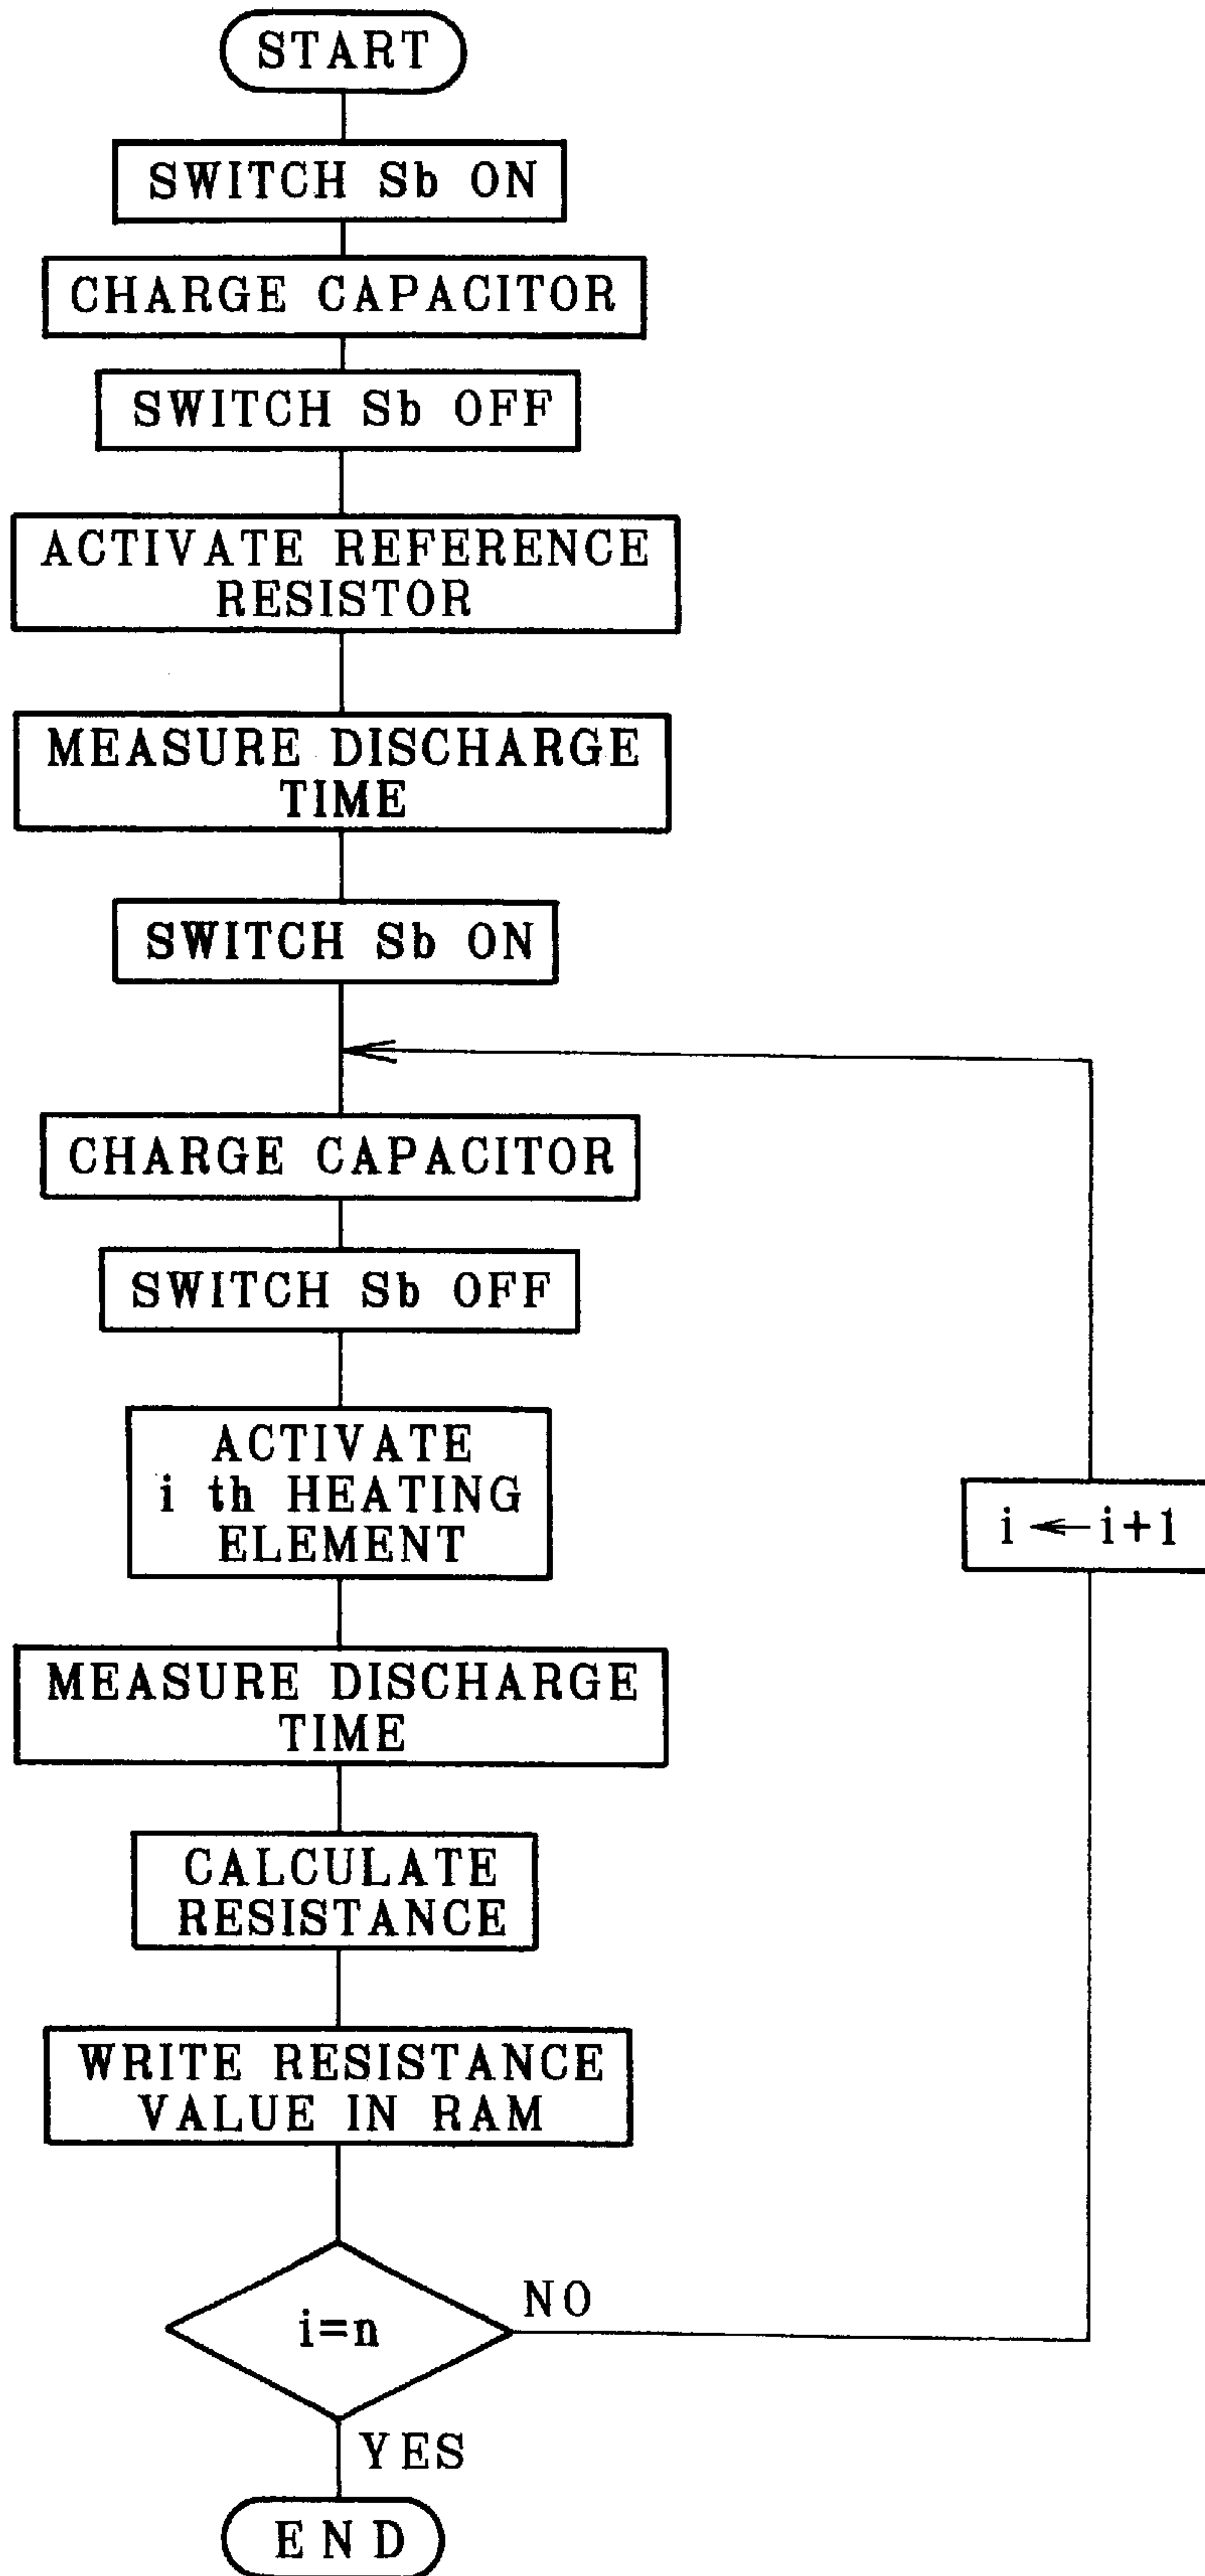 START
SWITCH Sb ON
CHARGE CAPACITOR
SWITCH Sb OFF
ACTIVATE REFERENCE
RESISTOR
MEASURE DISCHARGE
TIME
SWITCH Sb ON
CHARGE CAPACITOR
SWITCH Sb OFF
ACTIVATE
i th HEATING
ELEMENT
i ← i+1
MEASURE DISCHARGE
TIME
CALCULATE
RESISTANCE
WRITE RESISTANCE
VALUE IN RAM
i=n
NO
YES
END